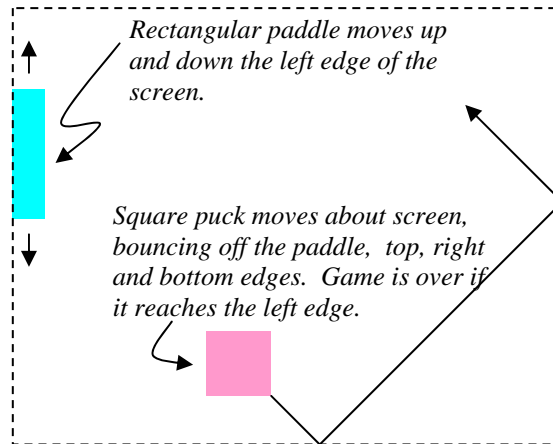 Rectangular paddle moves up
and down the left edge of the
screen.
Square puck moves about screen,
bouncing off the paddle, top, right
and bottom edges. Game is over if
it reaches the left edge.